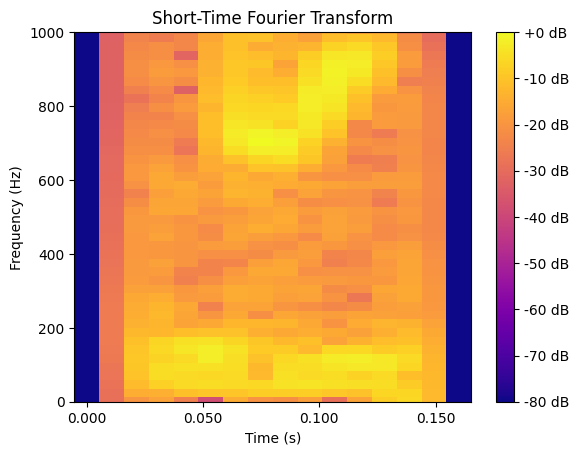 Short-Time Fourier Transform
1000
800
600
400
200
0
Frequency (Hz)
0.000
0.050
0.100
0.150
Time (s)
+0 dB
-10 dB
-20 dB
-30 dB
-40 dB
-50 dB
-60 dB
-70 dB
-80 dB